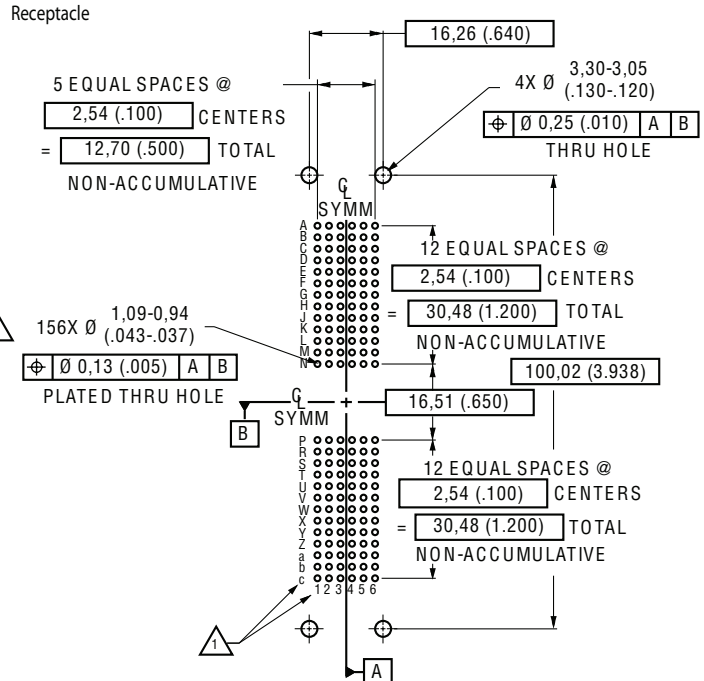 Receptacle
16,26 (.640)
5 EQUAL SPACES @
2,54 (.100) CENTERS
= 12,70 (.500) TOTAL
NON-ACCUMULATIVE
4X Ø 3,30-3,05
(.130-.120)
⌖ Ø 0,25 (.010) A B
THRU HOLE
CL
SYMM
A
B
C
D
E
F
G
H
J
K
L
M
N
12 EQUAL SPACES @
2,54 (.100) CENTERS
= 30,48 (1.200) TOTAL
NON-ACCUMULATIVE
156X Ø 1,09-0,94
(.043-.037)
⌖ Ø 0,13 (.005) A B
PLATED THRU HOLE
100,02 (3.938)
CL
SYMM
B
16,51 (.650)
P
R
S
T
U
V
W
X
Y
Z
a
b
c
12 EQUAL SPACES @
2,54 (.100) CENTERS
= 30,48 (1.200) TOTAL
NON-ACCUMULATIVE
1 2 3 4 5 6
1
A